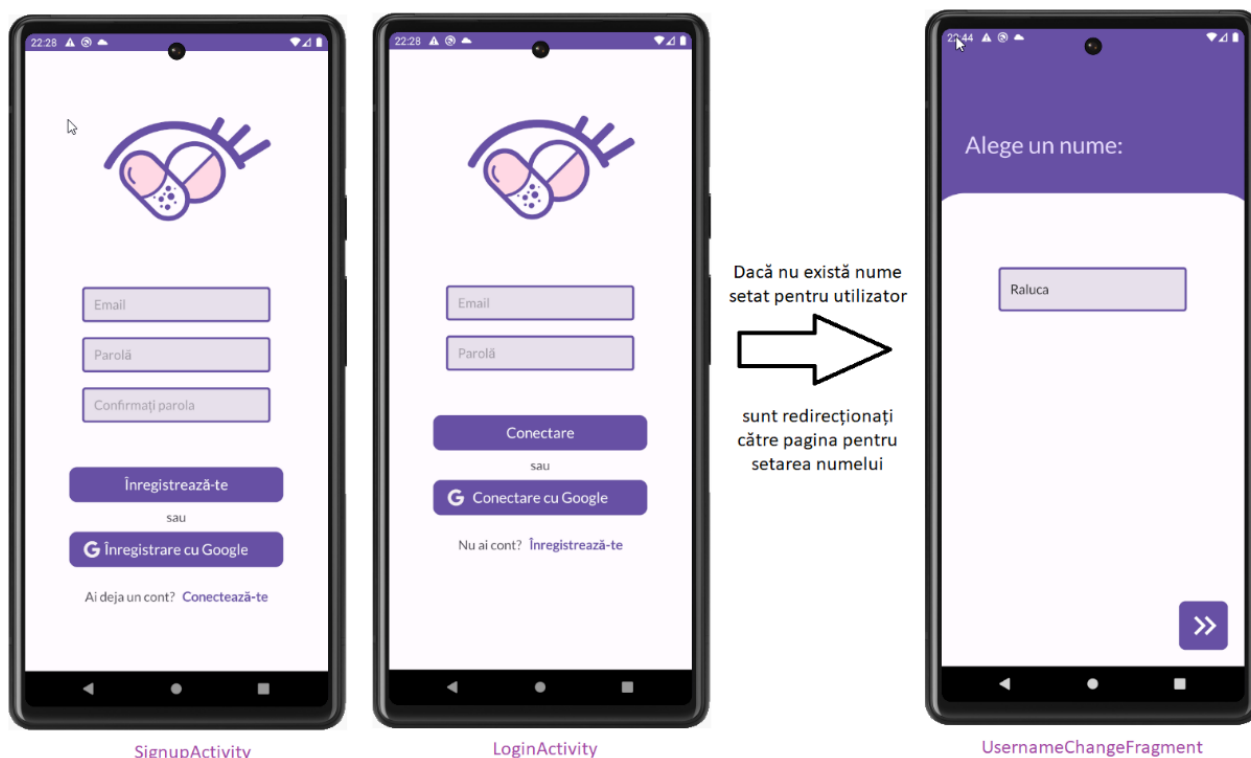 22:28
Email
Parolă
Confirmați parola
Înregistrează-te
sau
Înregistrare cu Google
Ai deja un cont? Conectează-te
SignupActivity
22:28
Email
Parolă
Conectare
sau
Conectare cu Google
Nu ai cont? Înregistrează-te
LoginActivity
Dacă nu există nume
setat pentru utilizator
sunt redirecționați
către pagina pentru
setarea numelui
Alege un nume:
Raluca
UsernameChangeFragment